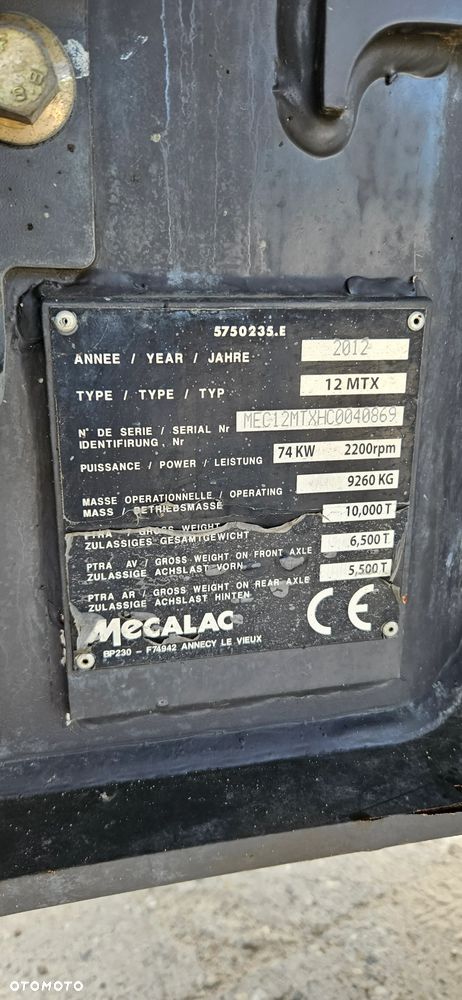 5750235.E
ANNEE / YEAR / JAHRE 2012
TYPE / TYPE / TYP 12 MTX
N° DE SERIE / SERIAL Nr MEC12MTXHC0040869
IDENTIFIRUNG, Nr
PUISSANCE / POWER / LEISTUNG 74 KW 2200rpm
MASSE OPERATIONNELLE / OPERATING 9260 KG
MASS / BETRIEBSMASSE
PTRA / GROSS WEIGHT 10,000 T
ZULASSIGES GESAMTGEWICHT
PTRA AV / GROSS WEIGHT ON FRONT AXLE 6,500 T
ZULASSIGE ACHSLAST VORN
PTRA AR / GROSS WEIGHT ON REAR AXLE 5,500 T
ZULASSIGE ACHSLAST HINTEN
MECALAC CE
BP230 - F74942 ANNECY LE VIEUX
OTOMOTO